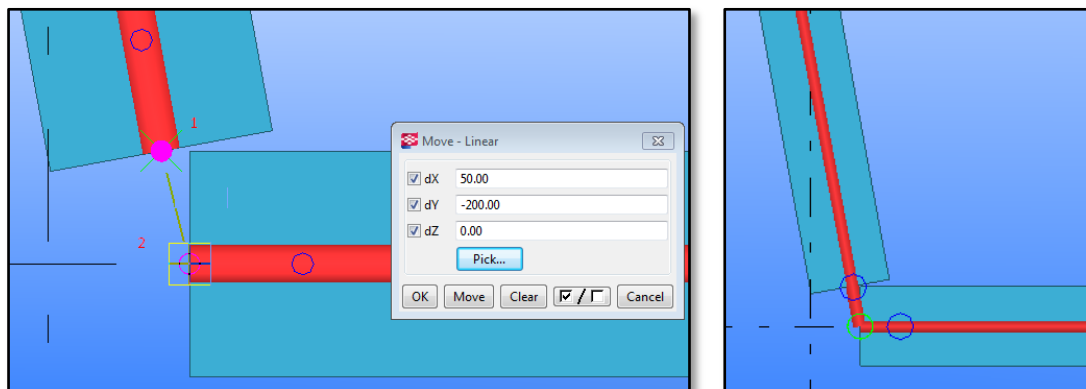 1
2
Move - Linear
dX 50.00
dY -200.00
dZ 0.00
Pick...
OK Move Clear / Cancel